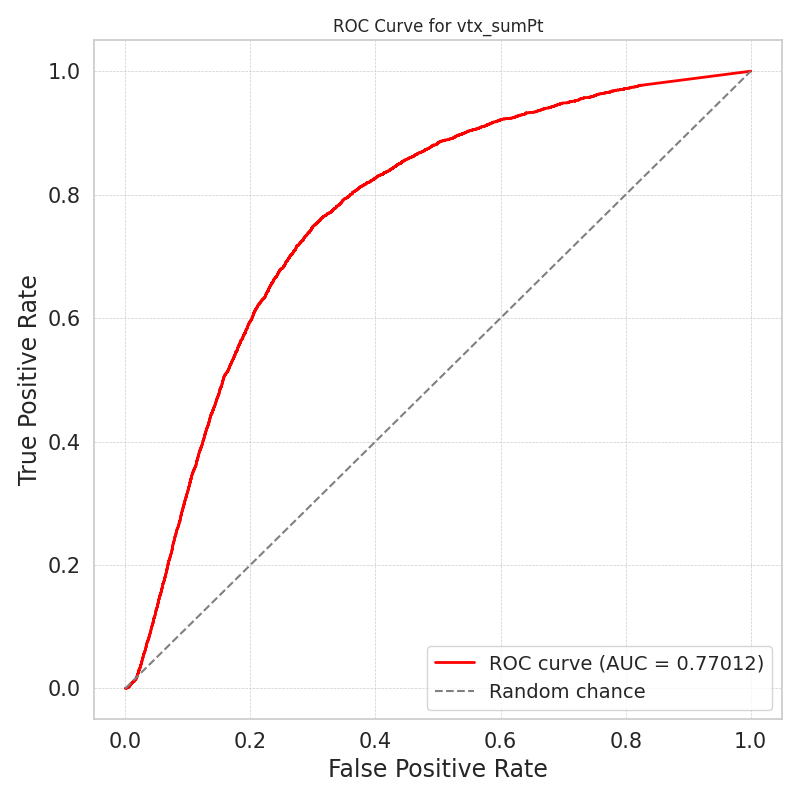 ROC Curve for vtx_sumPt
1.0
0.8
0.6
0.4
0.2
0.0
True Positive Rate
ROC curve (AUC = 0.77012)
Random chance
0.0 0.2 0.4 0.6 0.8 1.0
False Positive Rate